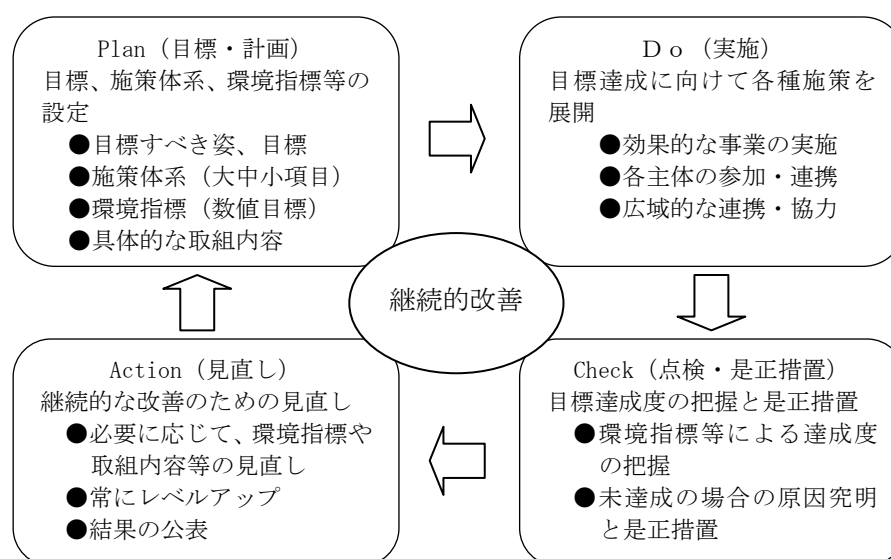 Plan（目標・計画）
目標、施策体系、環境指標等の
設定
●目標すべき姿、目標
●施策体系（大中小項目）
●環境指標（数値目標）
●具体的な取組内容
Ｄｏ（実施）
目標達成に向けて各種施策を
展開
●効果的な事業の実施
●各主体の参加・連携
●広域的な連携・協力
継続的改善
Action（見直し）
継続的な改善のための見直し
●必要に応じて、環境指標や
取組内容等の見直し
●常にレベルアップ
●結果の公表
Check（点検・是正措置）
目標達成度の把握と是正措置
●環境指標等による達成度
の把握
●未達成の場合の原因究明
と是正措置